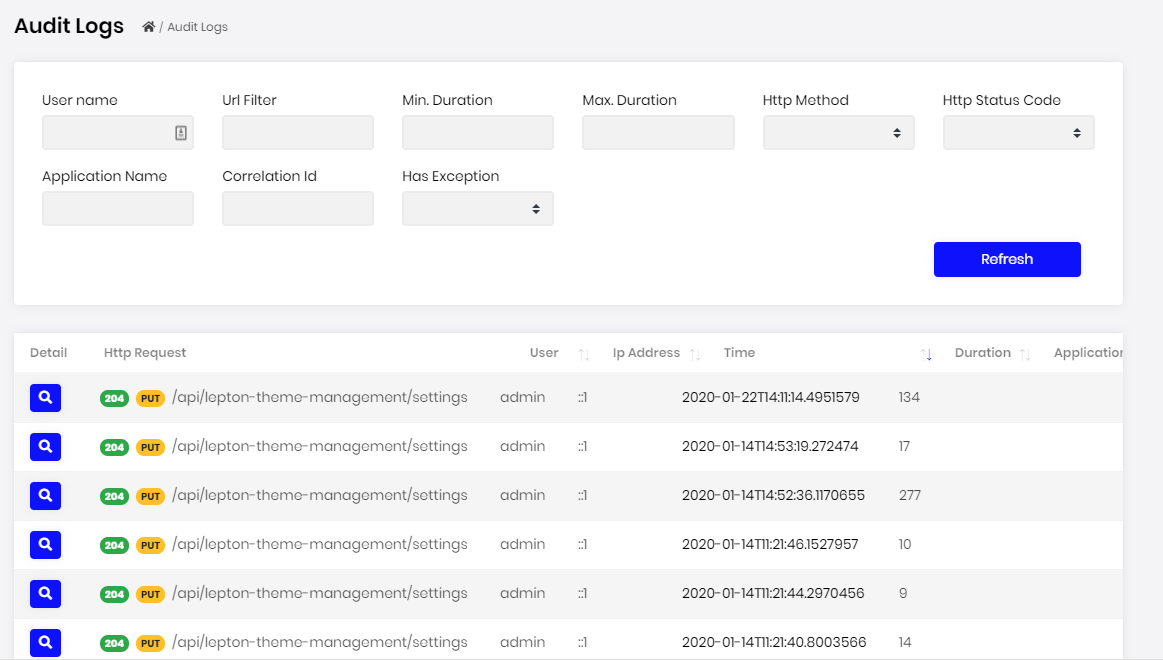 Audit Logs / Audit Logs
User name Url Filter Min. Duration Max. Duration Http Method Http Status Code
Application Name Correlation Id Has Exception
Refresh
Detail Http Request User Ip Address Time Duration Application
204 PUT /api/lepton-theme-management/settings admin ::1 2020-01-22T14:11:14.4951579 134
204 PUT /api/lepton-theme-management/settings admin ::1 2020-01-14T14:53:19.272474 17
204 PUT /api/lepton-theme-management/settings admin ::1 2020-01-14T14:52:36.1170655 277
204 PUT /api/lepton-theme-management/settings admin ::1 2020-01-14T11:21:46.1527957 10
204 PUT /api/lepton-theme-management/settings admin ::1 2020-01-14T11:21:44.2970456 9
204 PUT /api/lepton-theme-management/settings admin ::1 2020-01-14T11:21:40.8003566 14